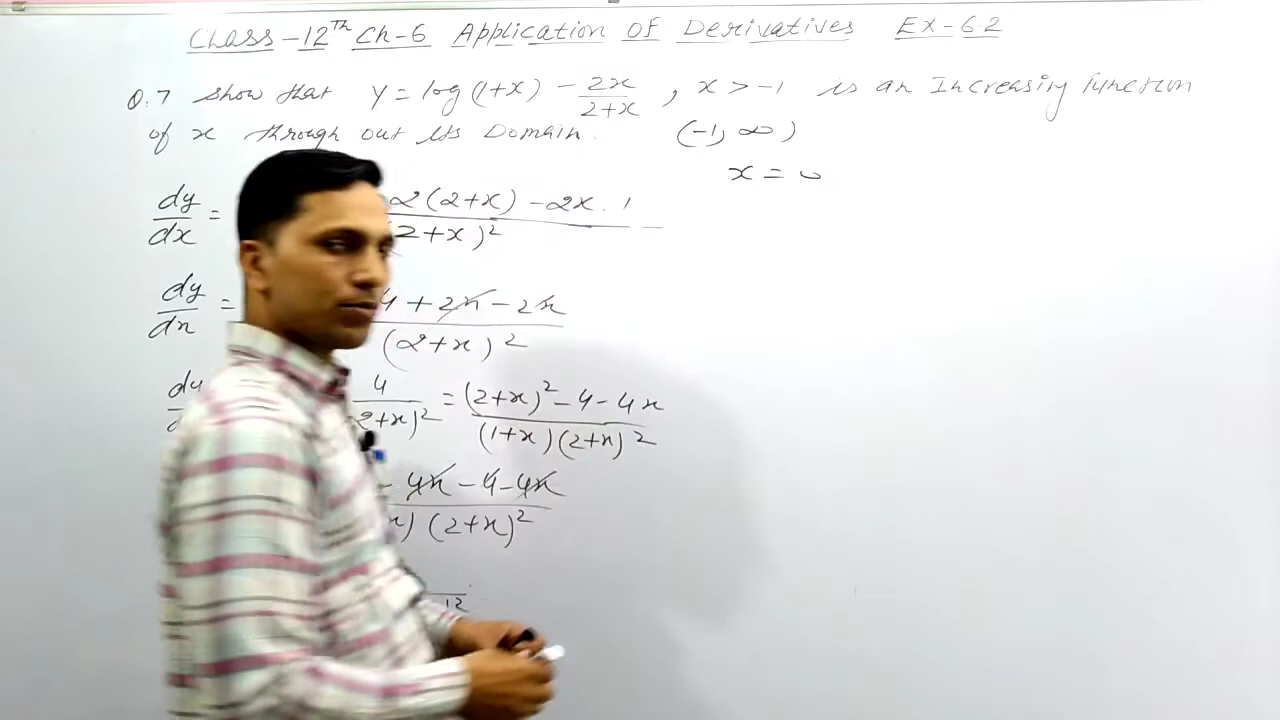 Class-12th Ch-6 Application Of Derivatives EX-6.2
Q.7 Show that y = log(1+x) - 2x/(2+x) , x > -1 is an Increasing function
of x through out its Domain. (-1, ∞)
x = 0
dy/dx = 2(2+x) - 2x.1 / (2+x)²
dy/dx = 4 + 2x - 2x / (2+x)²
dy 4/(2+x)² = (2+x)² - 4 - 4x / (1+x)(2+x)²
4x - 4 - 4x / x) (2+x)²